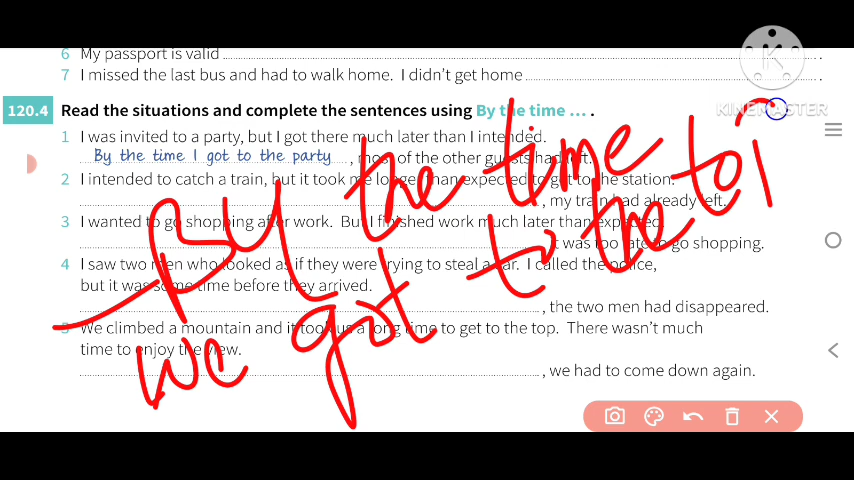 6 My passport is valid
7 I missed the last bus and had to walk home. I didn't get home
KINEMASTER
120.4 Read the situations and complete the sentences using By the time … .
1 I was invited to a party, but I got there much later than I intended.
By the time I got to the party , most of the other guests had left.
2 I intended to catch a train, but it took me longer than expected to get to the station.
, my train had already left.
3 I wanted to go shopping after work. But I finished work much later than expected.
it was too late to go shopping.
4 I saw two men who looked as if they were trying to steal a car. I called the police,
but it was some time before they arrived.
, the two men had disappeared.
5 We climbed a mountain and it took us a long time to get to the top. There wasn't much
time to enjoy the view.
, we had to come down again.
By the time
we got to the